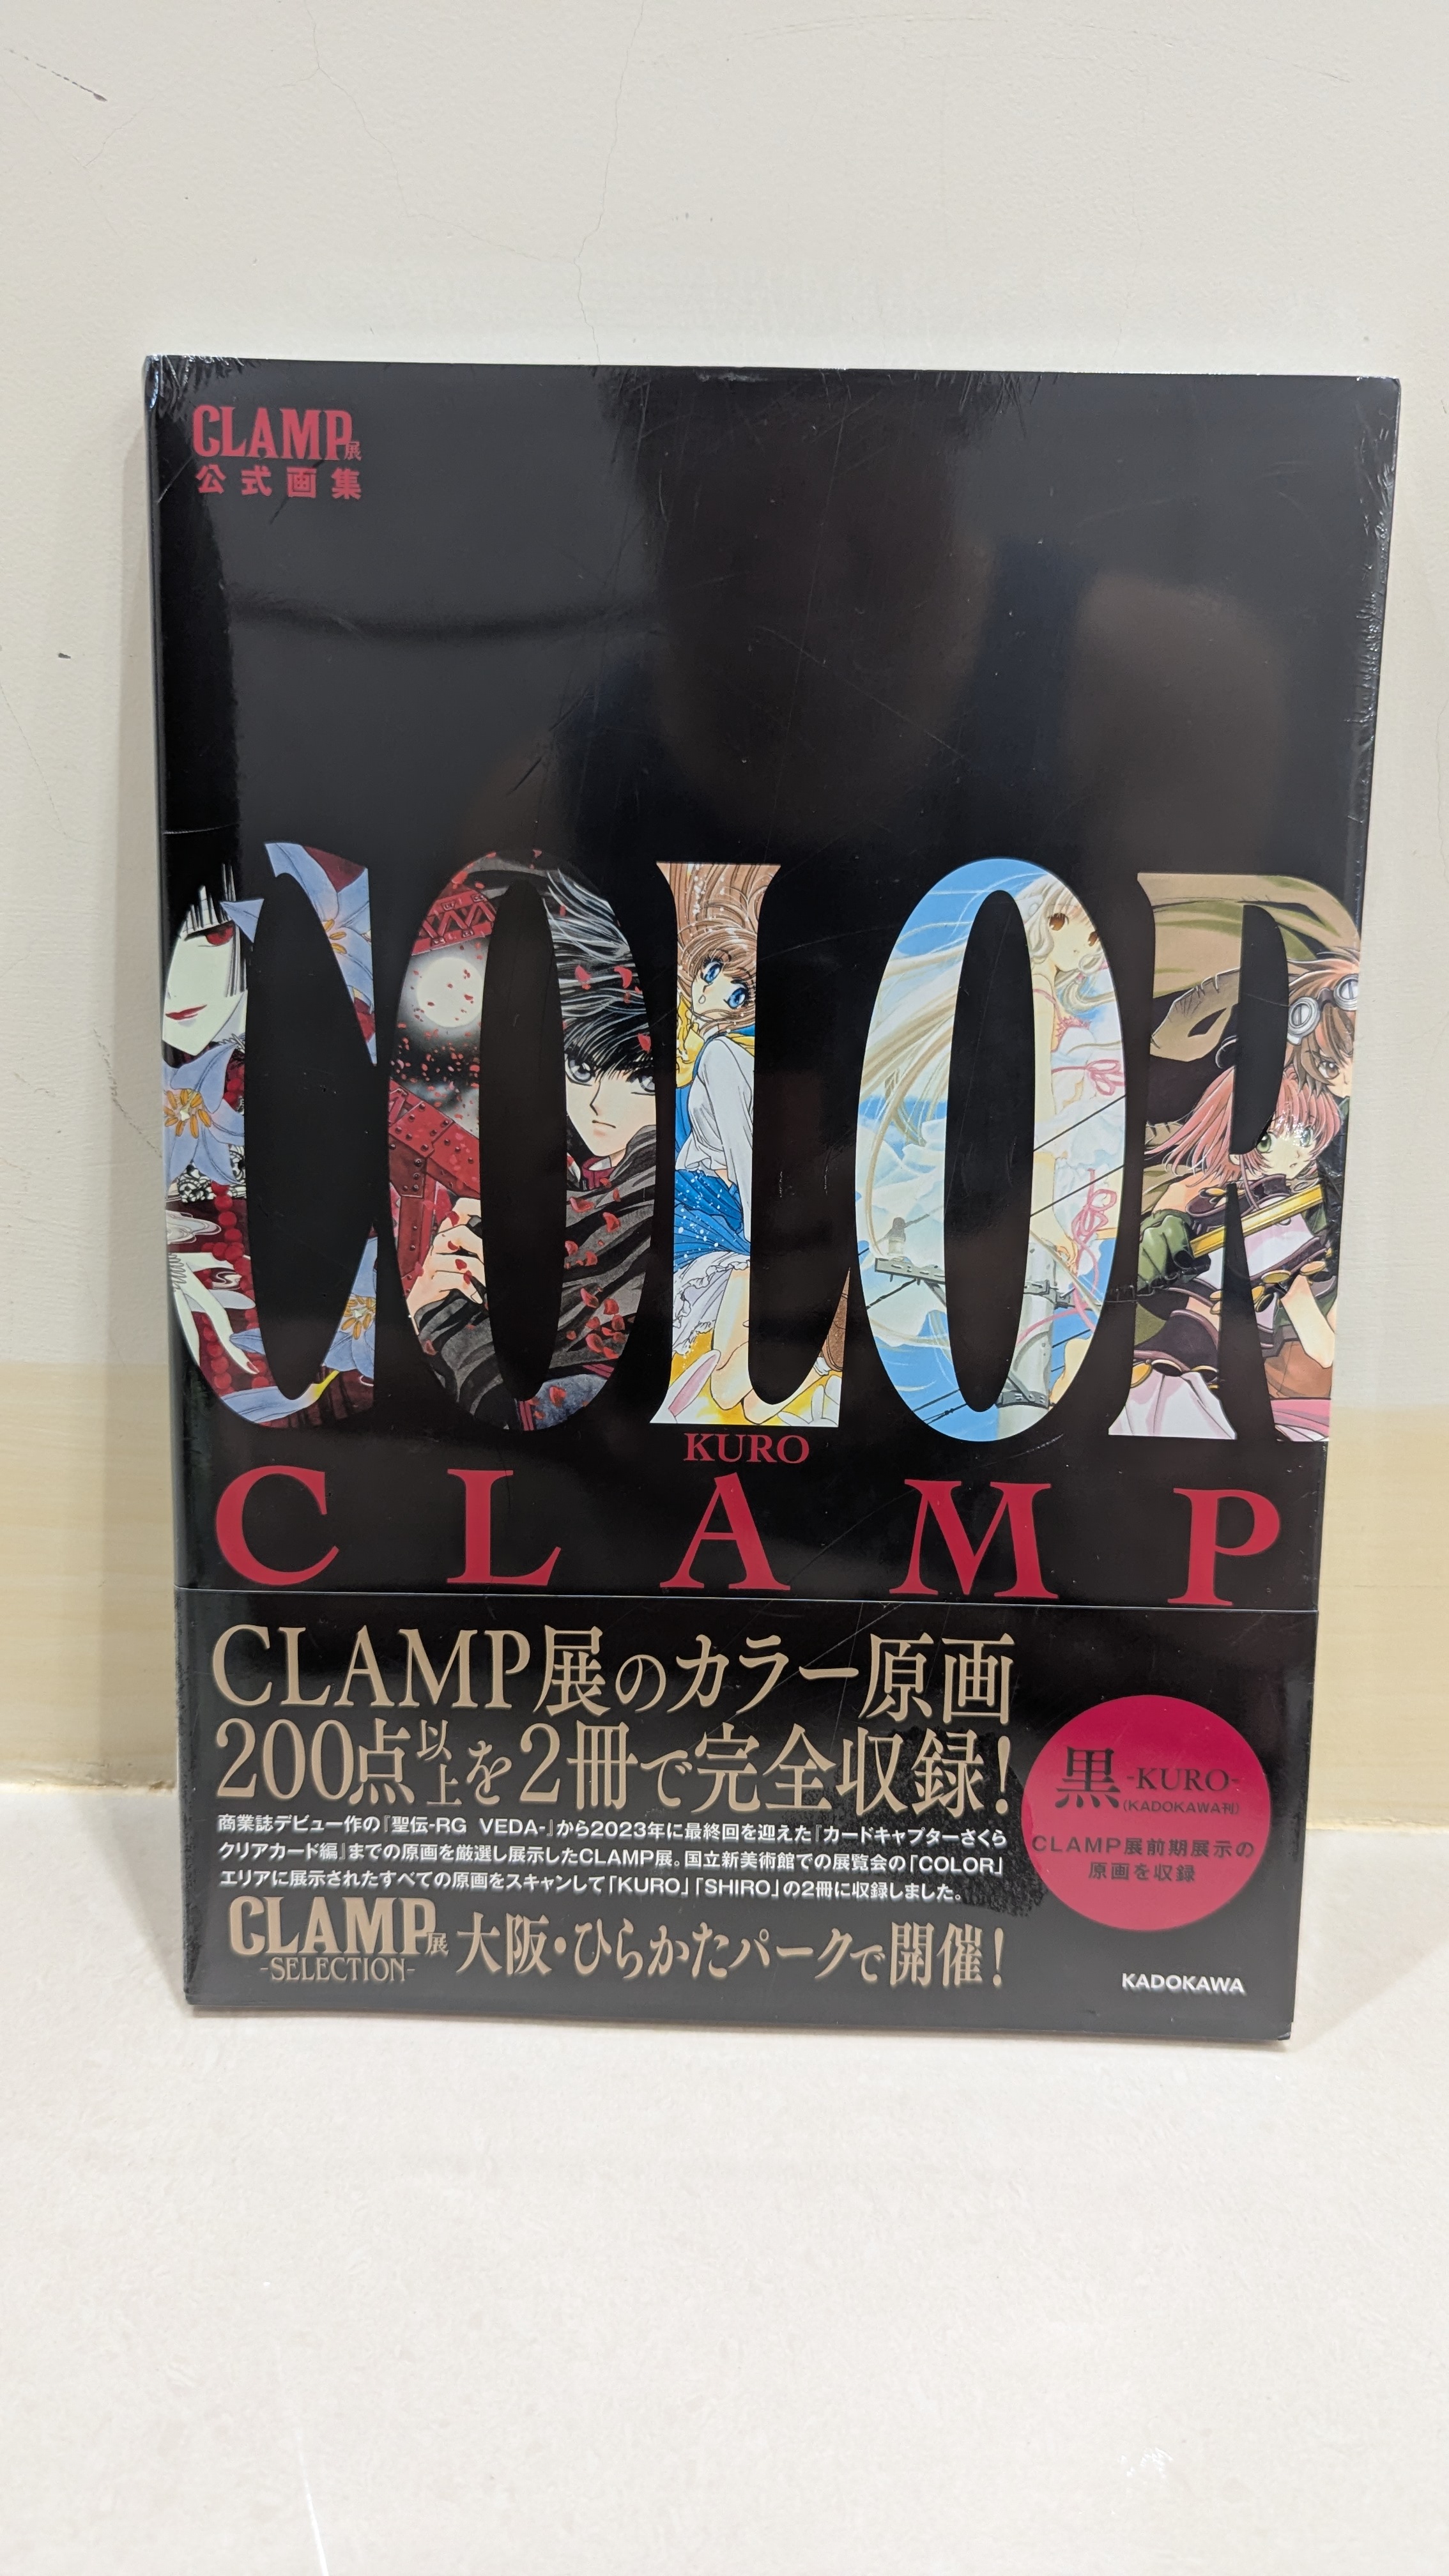 CLAMP展
公式画集
COLOR
KURO
CLAMP
CLAMP展のカラー原画
200点以上を2冊で完全収録!
商業誌デビュー作の『聖伝-RG VEDA-』から2023年に最終回を迎えた『カードキャプターさくら
クリアカード編』までの原画を厳選し展示したCLAMP展。国立新美術館での展覧会の「COLOR」
エリアに展示されたすべての原画をスキャンして「KURO」「SHIRO」の2冊に収録しました。
黒-KURO-
(KADOKAWA刊)
CLAMP展前期展示の
原画を収録
CLAMP展
-SELECTION-
大阪・ひらかたパークで開催!
KADOKAWA